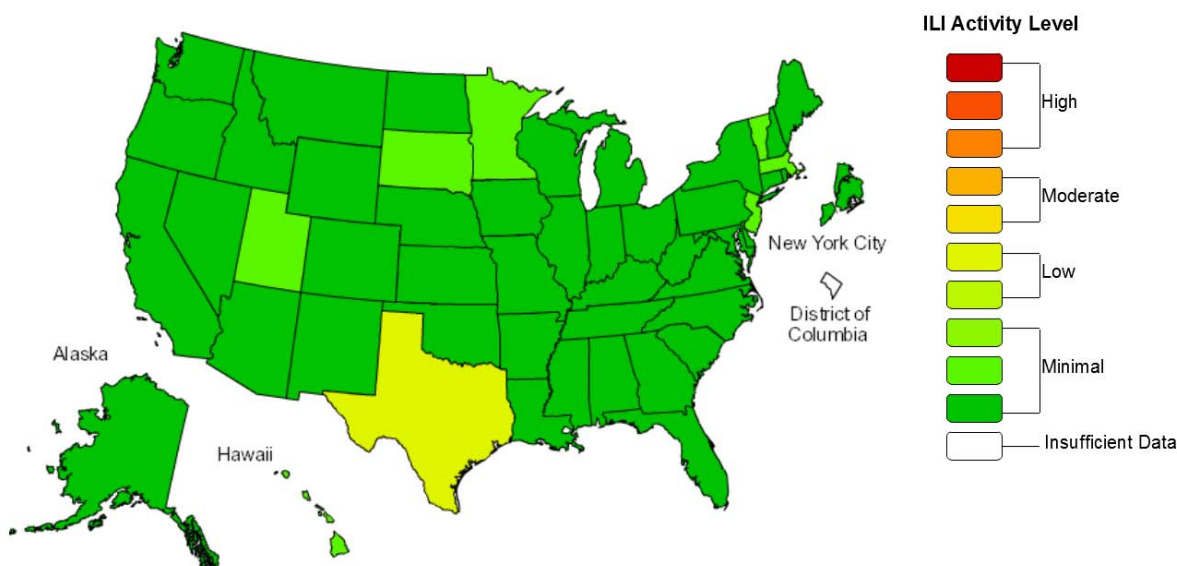 ILI Activity Level
High
Moderate
New York City
Low
District of
Columbia
Alaska
Minimal
Hawaii
Insufficient Data